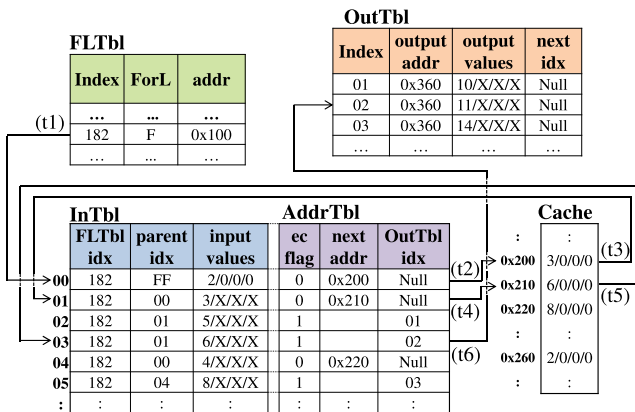 OutTbl
Index output addr output values next idx
01 0x360 10/X/X/X Null
02 0x360 11/X/X/X Null
03 0x360 14/X/X/X Null
... ... ... ...
FLTbl
Index ForL addr
... ... ...
182 F 0x100
... ... ...
(t1)
InTbl
AddrTbl
FLTbl idx parent idx input values ec flag next addr OutTbl idx
00 182 FF 2/0/0/0 0 0x200 Null
01 182 00 3/X/X/X 0 0x210 Null
02 182 01 5/X/X/X 1 01
03 182 01 6/X/X/X 1 02
04 182 00 4/X/X/X 0 0x220 Null
05 182 04 8/X/X/X 1 03
: : : : : : :
(t2)
(t4)
(t6)
Cache
: :
0x200 3/0/0/0
0x210 6/0/0/0
0x220 8/0/0/0
: :
0x260 2/0/0/0
: :
(t3)
(t5)